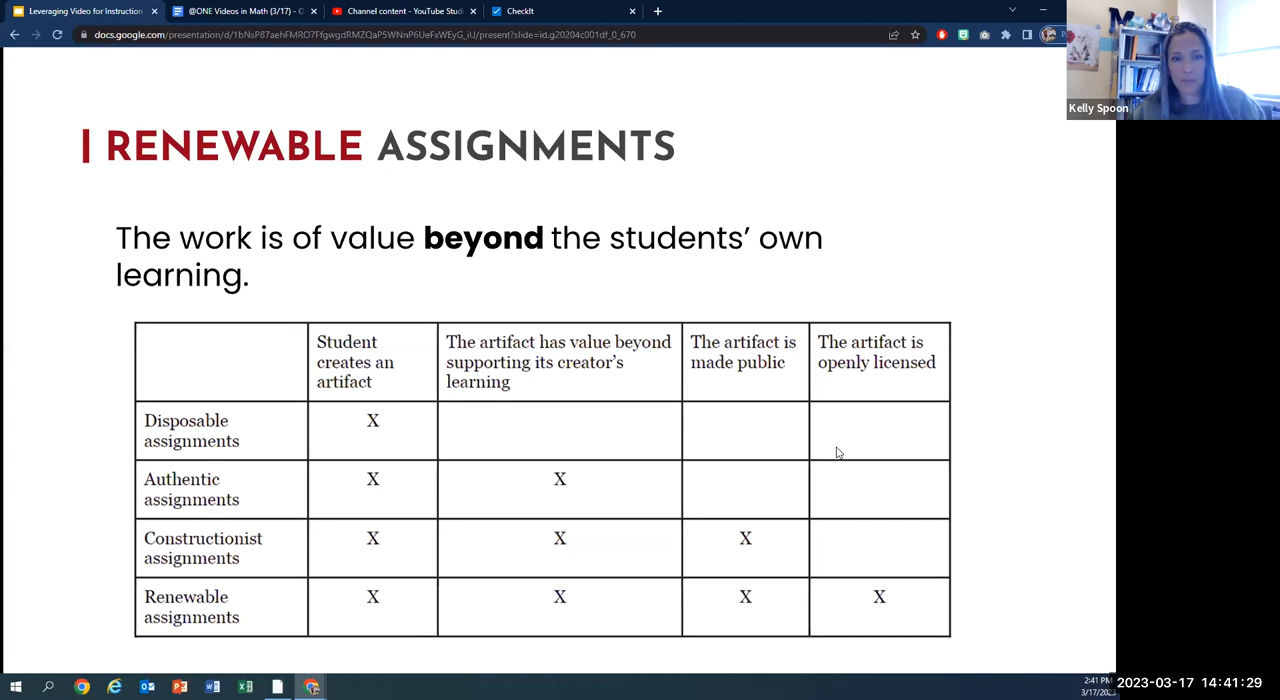 Leveraging Video for Instruction
@ONE Videos in Math (3/17) - G
Channel content - YouTube Stud
CheckIt
docs.google.com/presentation/d/1bNsP87aehFMRO7FfgwgdRMZQaP5WNnP6UeFxWEyG_iU/present?slide=id.g20204c001df_0_670
Kelly Spoon
| RENEWABLE ASSIGNMENTS
The work is of value beyond the students' own
learning.
Student
creates an
artifact
The artifact has value beyond
supporting its creator's
learning
The artifact is
made public
The artifact is
openly licensed
Disposable
assignments
X
Authentic
assignments
X X
Constructionist
assignments
X X X
Renewable
assignments
X X X X
2:41 PM
3/17/2023
2023-03-17 14:41:29